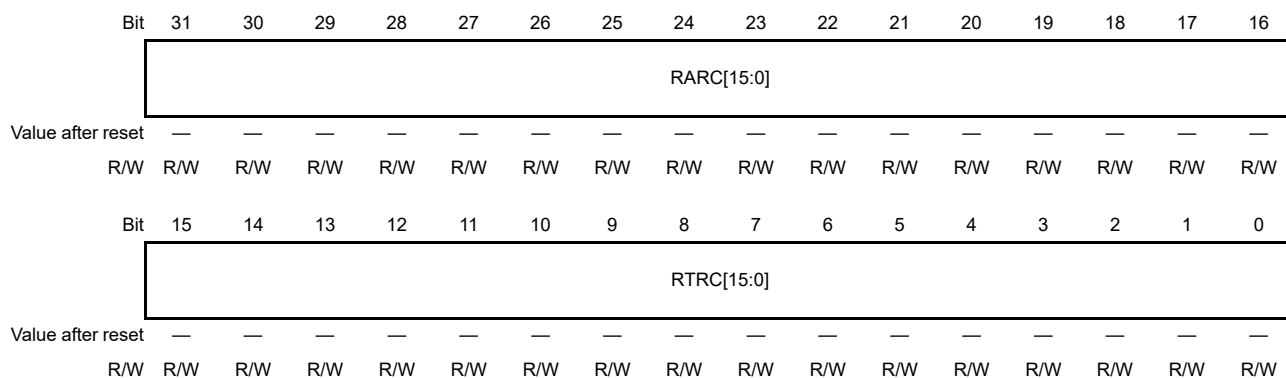 Bit 31 30 29 28 27 26 25 24 23 22 21 20 19 18 17 16
RARC[15:0]
Value after reset — — — — — — — — — — — — — — — —
R/W R/W R/W R/W R/W R/W R/W R/W R/W R/W R/W R/W R/W R/W R/W R/W R/W
Bit 15 14 13 12 11 10 9 8 7 6 5 4 3 2 1 0
RTRC[15:0]
Value after reset — — — — — — — — — — — — — — — —
R/W R/W R/W R/W R/W R/W R/W R/W R/W R/W R/W R/W R/W R/W R/W R/W R/W